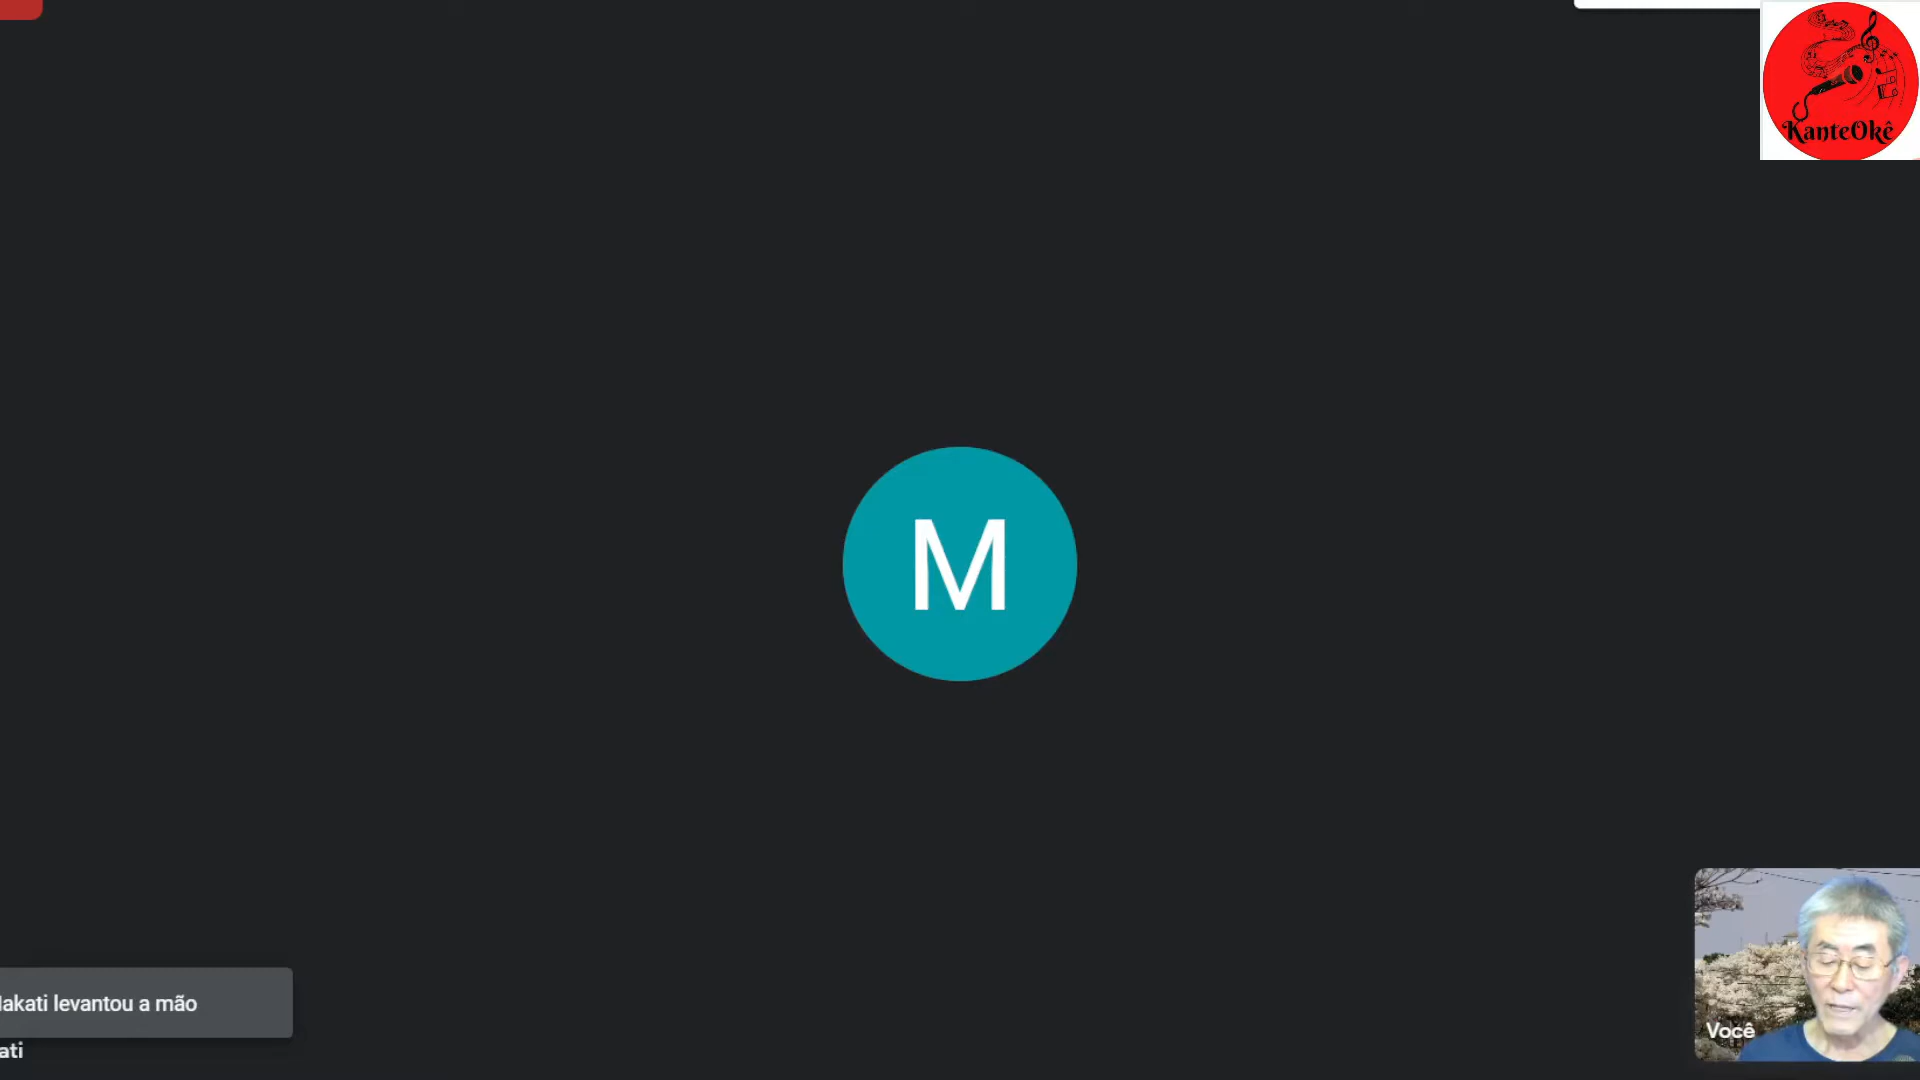 KanteOkê
M
akati levantou a mão
ati
Você